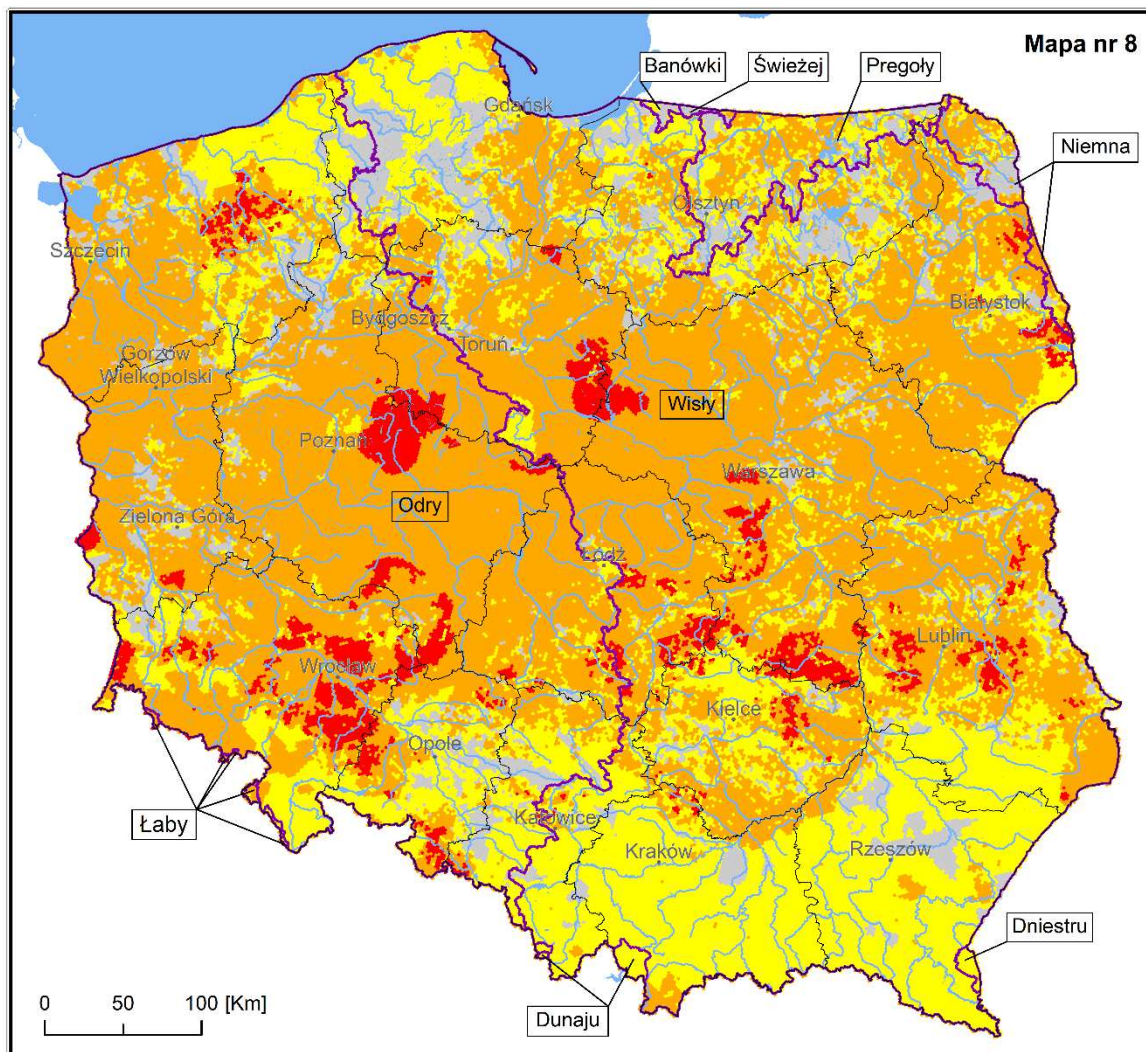 Mapa nr 8
Banówki
Świeżej
Pregoły
Gdańsk
Niemna
Olsztyn
Szczecin
Białystok
Bydgoszcz
Toruń
Gorzów
Wielkopolski
Wisły
Poznań
Warszawa
Odry
Zielona Góra
Łódź
Lublin
Wrocław
Kielce
Opole
Łaby
Katowice
Kraków
Rzeszów
Dniestru
0 50 100 [Km]
Dunaju